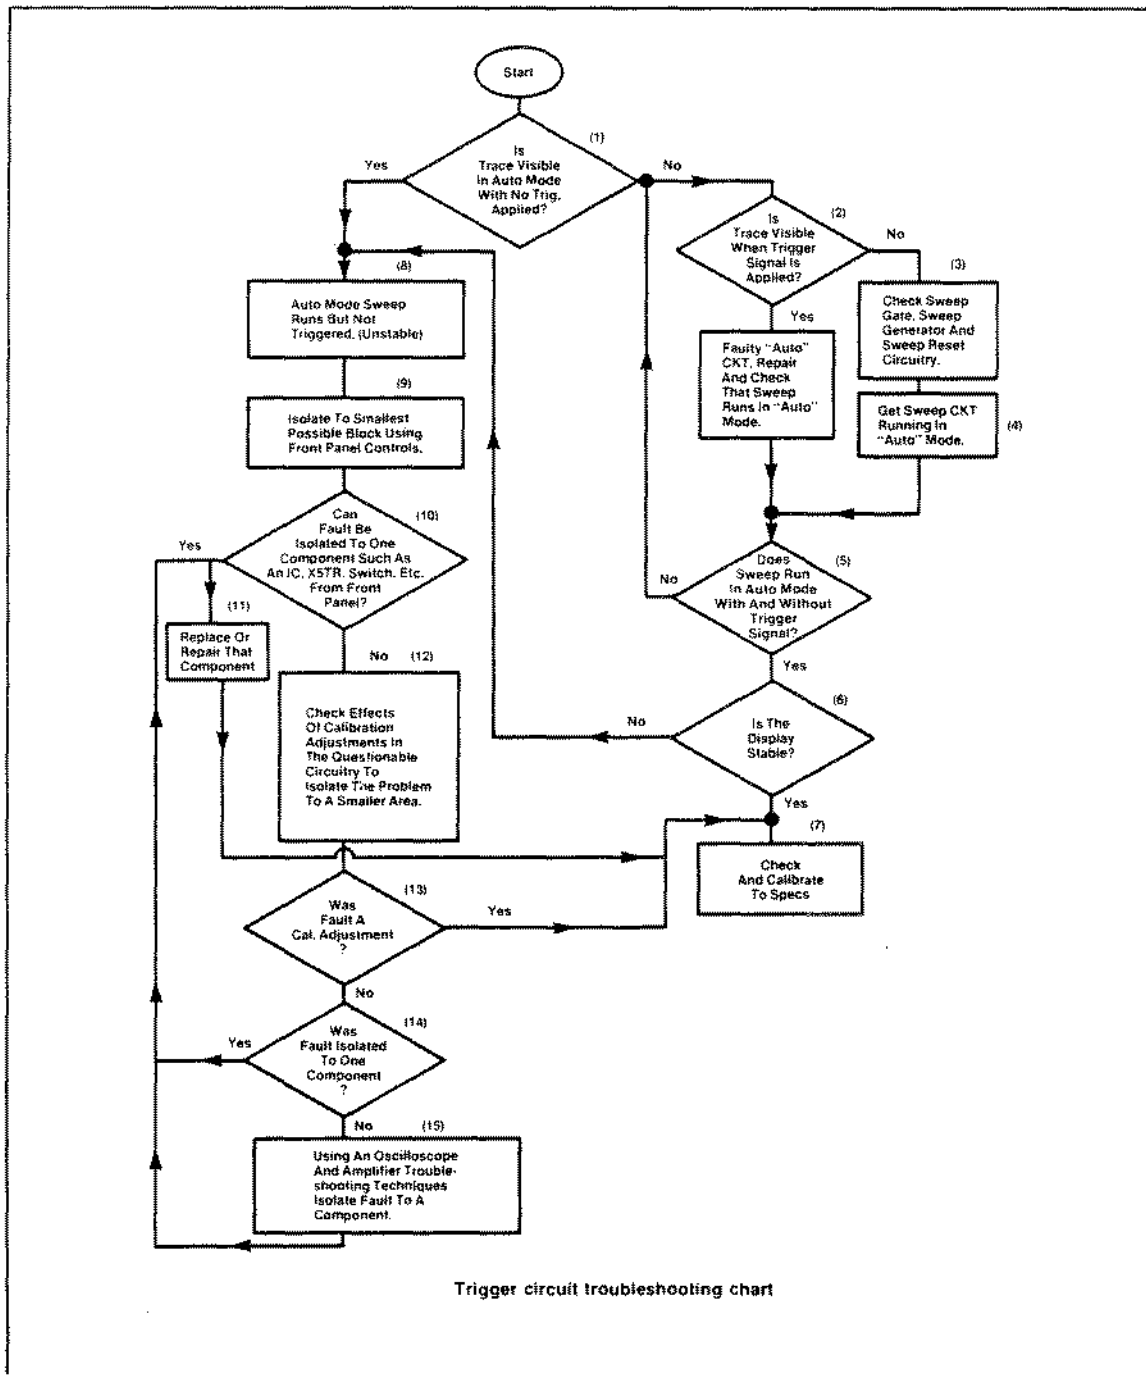 Start
(1)
Is
Trace Visible
In Auto Mode
With No Trig.
Applied?
Yes
No
(2)
Is
Trace Visible
When Trigger
Signal Is
Applied?
No
(3)
Check Sweep
Gate, Sweep
Generator And
Sweep Reset
Circuitry.
Yes
Faulty "Auto"
CKT, Repair
And Check
That Sweep
Runs In "Auto"
Mode.
Get Sweep CKT
Running In
"Auto" Mode.
(4)
(5)
Does
Sweep Run
In Auto Mode
With And Without
Trigger
Signal?
No
Yes
(6)
Is The
Display
Stable?
No
Yes
(7)
Check
And Calibrate
To Specs
(8)
Auto Mode Sweep
Runs But Not
Triggered. (Unstable)
(9)
Isolate To Smallest
Possible Block Using
Front Panel Controls.
(10)
Can
Fault Be
Isolated To One
Component Such As
An IC, X5TR. Switch. Etc.
From Front
Panel?
Yes
(11)
Replace Or
Repair That
Component
No
(12)
Check Effects
Of Calibration
Adjustments In
The Questionable
Circuitry To
Isolate The Problem
To A Smaller Area.
(13)
Was
Fault A
Cal. Adjustment
?
Yes
No
(14)
Was
Fault Isolated
To One
Component
?
Yes
No
(15)
Using An Oscilloscope
And Amplifier Trouble-
shooting Techniques
Isolate Fault To A
Component.
Trigger circuit troubleshooting chart